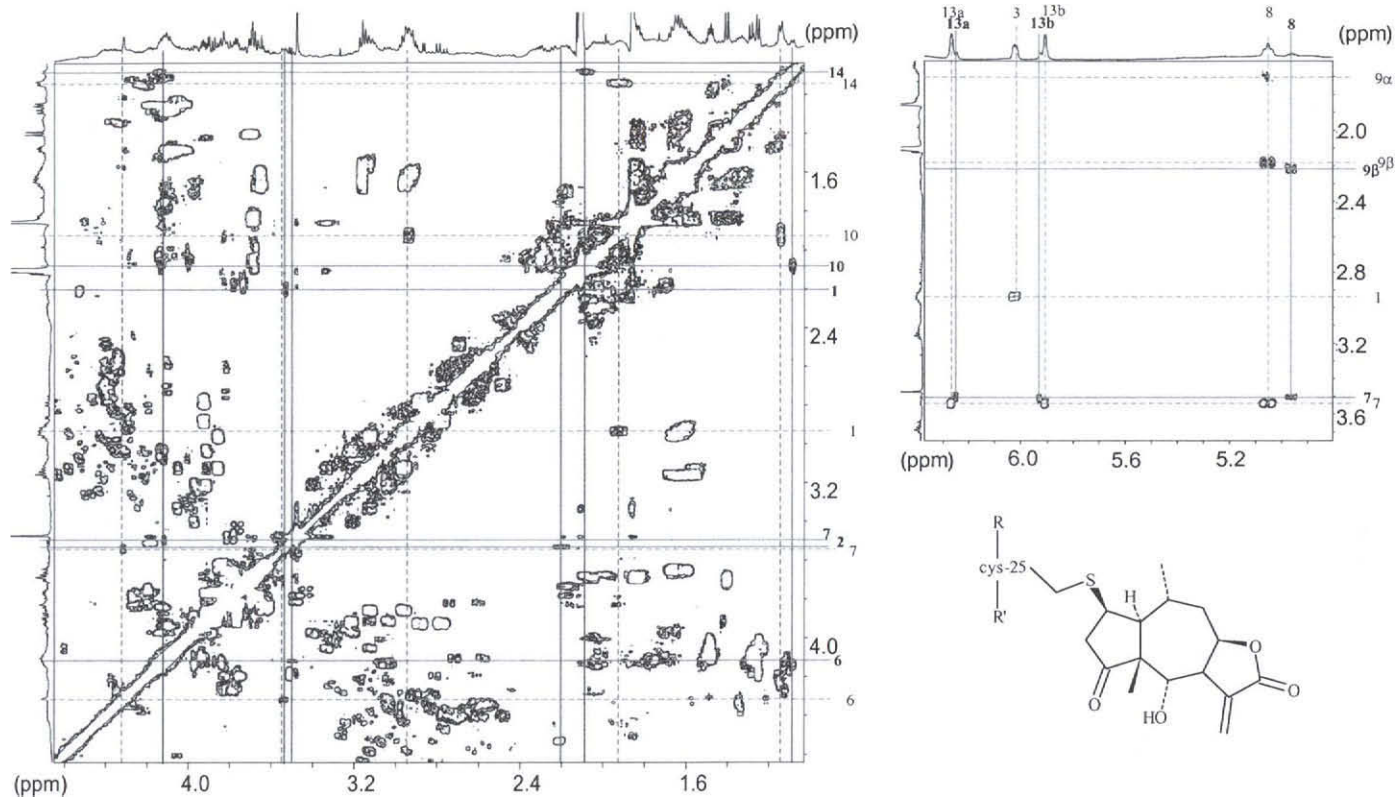 (ppm)
14
14
1.6
10
10
1
2.4
1
3.2
7 2
7
4.0
6
6
(ppm) 4.0 3.2 2.4 1.6
13a 3 13b 8
13a 13b 8
(ppm)
9α
2.0
9β
9β
2.4
2.8
1
3.2
7 7
3.6
(ppm) 6.0 5.6 5.2
R
cys-25
S
R'
H
O
O
O
HO